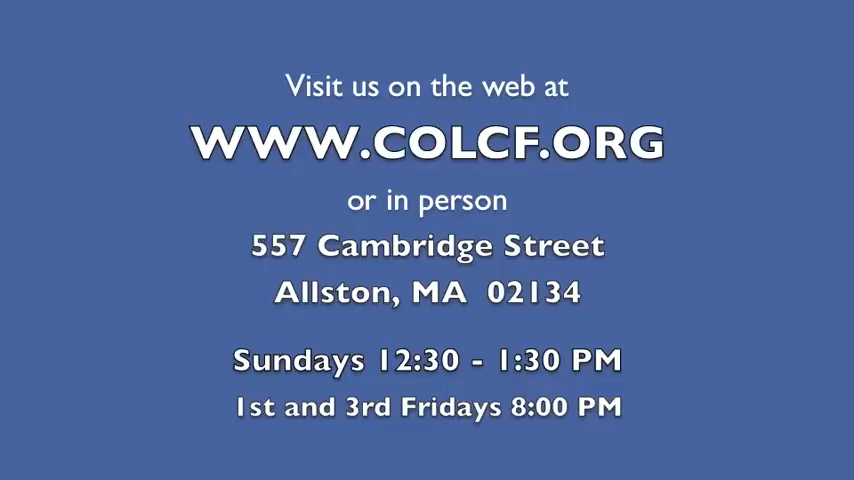 Visit us on the web at
WWW.COLCF.ORG
or in person
557 Cambridge Street
Allston, MA  02134
Sundays 12:30 - 1:30 PM
1st and 3rd Fridays 8:00 PM